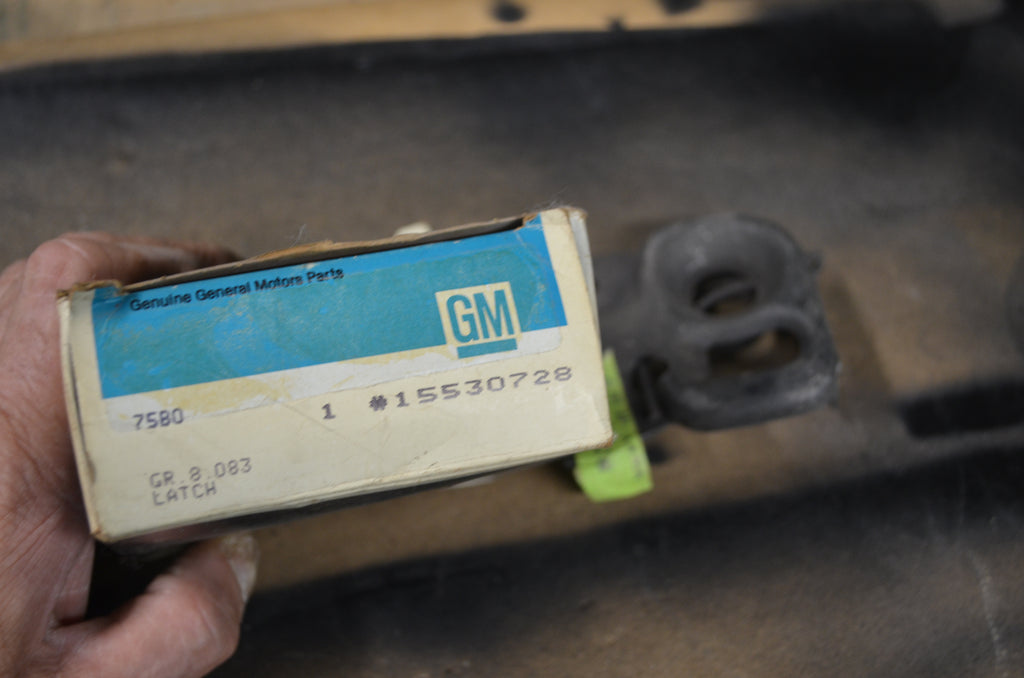 Genuine General Motors Parts
GM
7580 1 #15530728
GR 8.083
LATCH